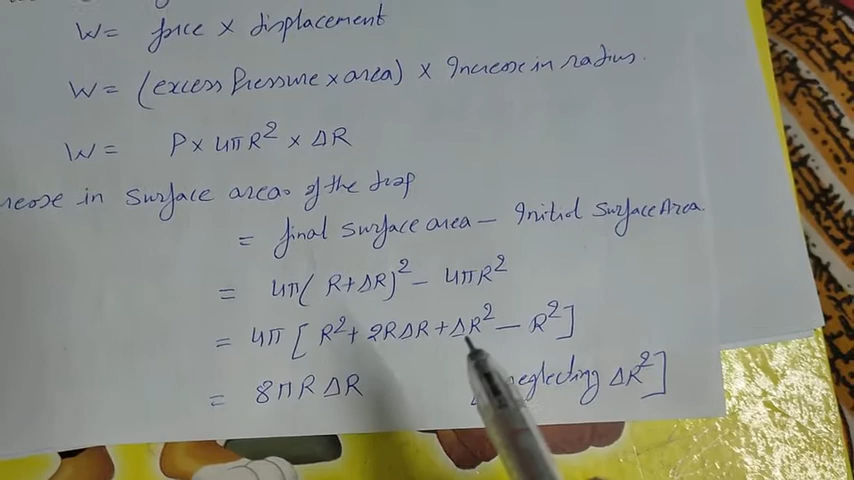 W = force × displacement
W = (excess Pressure × area) × Increase in radius.
W = P × 4πR² × ΔR
in surface area of the drop
= final surface area – Initial Surface Area.
= 4π(R+ΔR)² – 4πR²
= 4π[R² + 2RΔR + ΔR² – R²]
= 8πRΔR neglecting ΔR²]